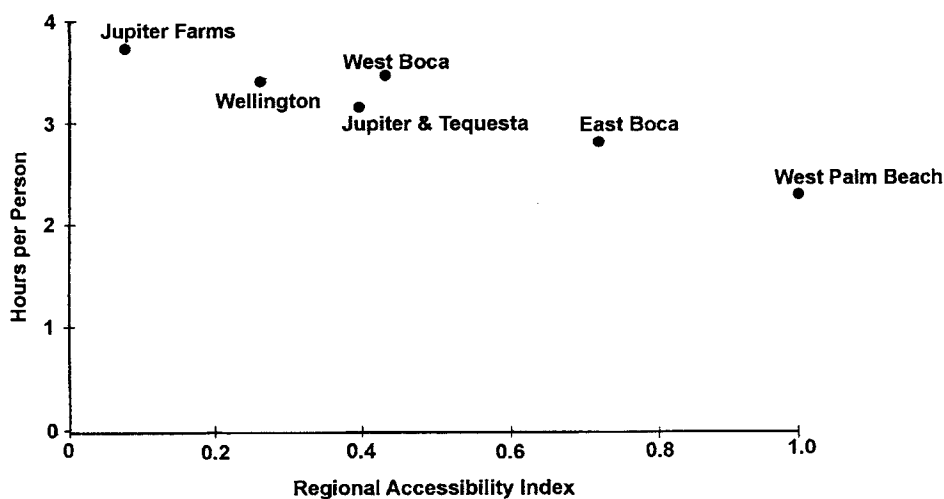 4
Jupiter Farms
West Boca
Wellington
3
Jupiter & Tequesta
East Boca
West Palm Beach
Hours per Person
2
1
0
0 0.2 0.4 0.6 0.8 1.0
Regional Accessibility Index